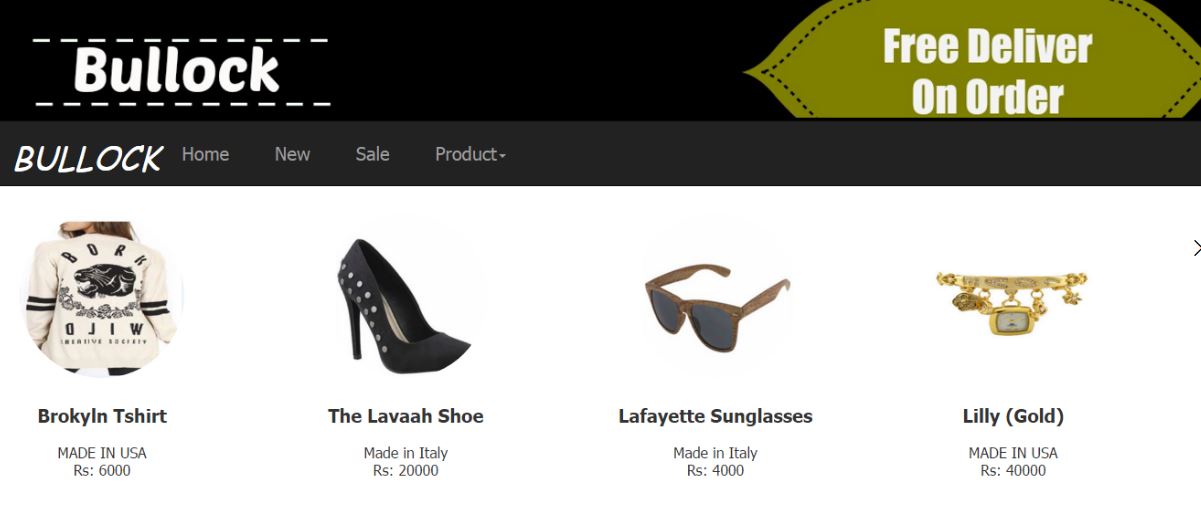 Bullock
Free Deliver
On Order
BULLOCK Home New Sale Product
BORK
WILD
CREATIVE SOCIETY
Brokyln Tshirt
MADE IN USA
Rs: 6000
The Lavaah Shoe
Made in Italy
Rs: 20000
Lafayette Sunglasses
Made in Italy
Rs: 4000
Lilly (Gold)
MADE IN USA
Rs: 40000